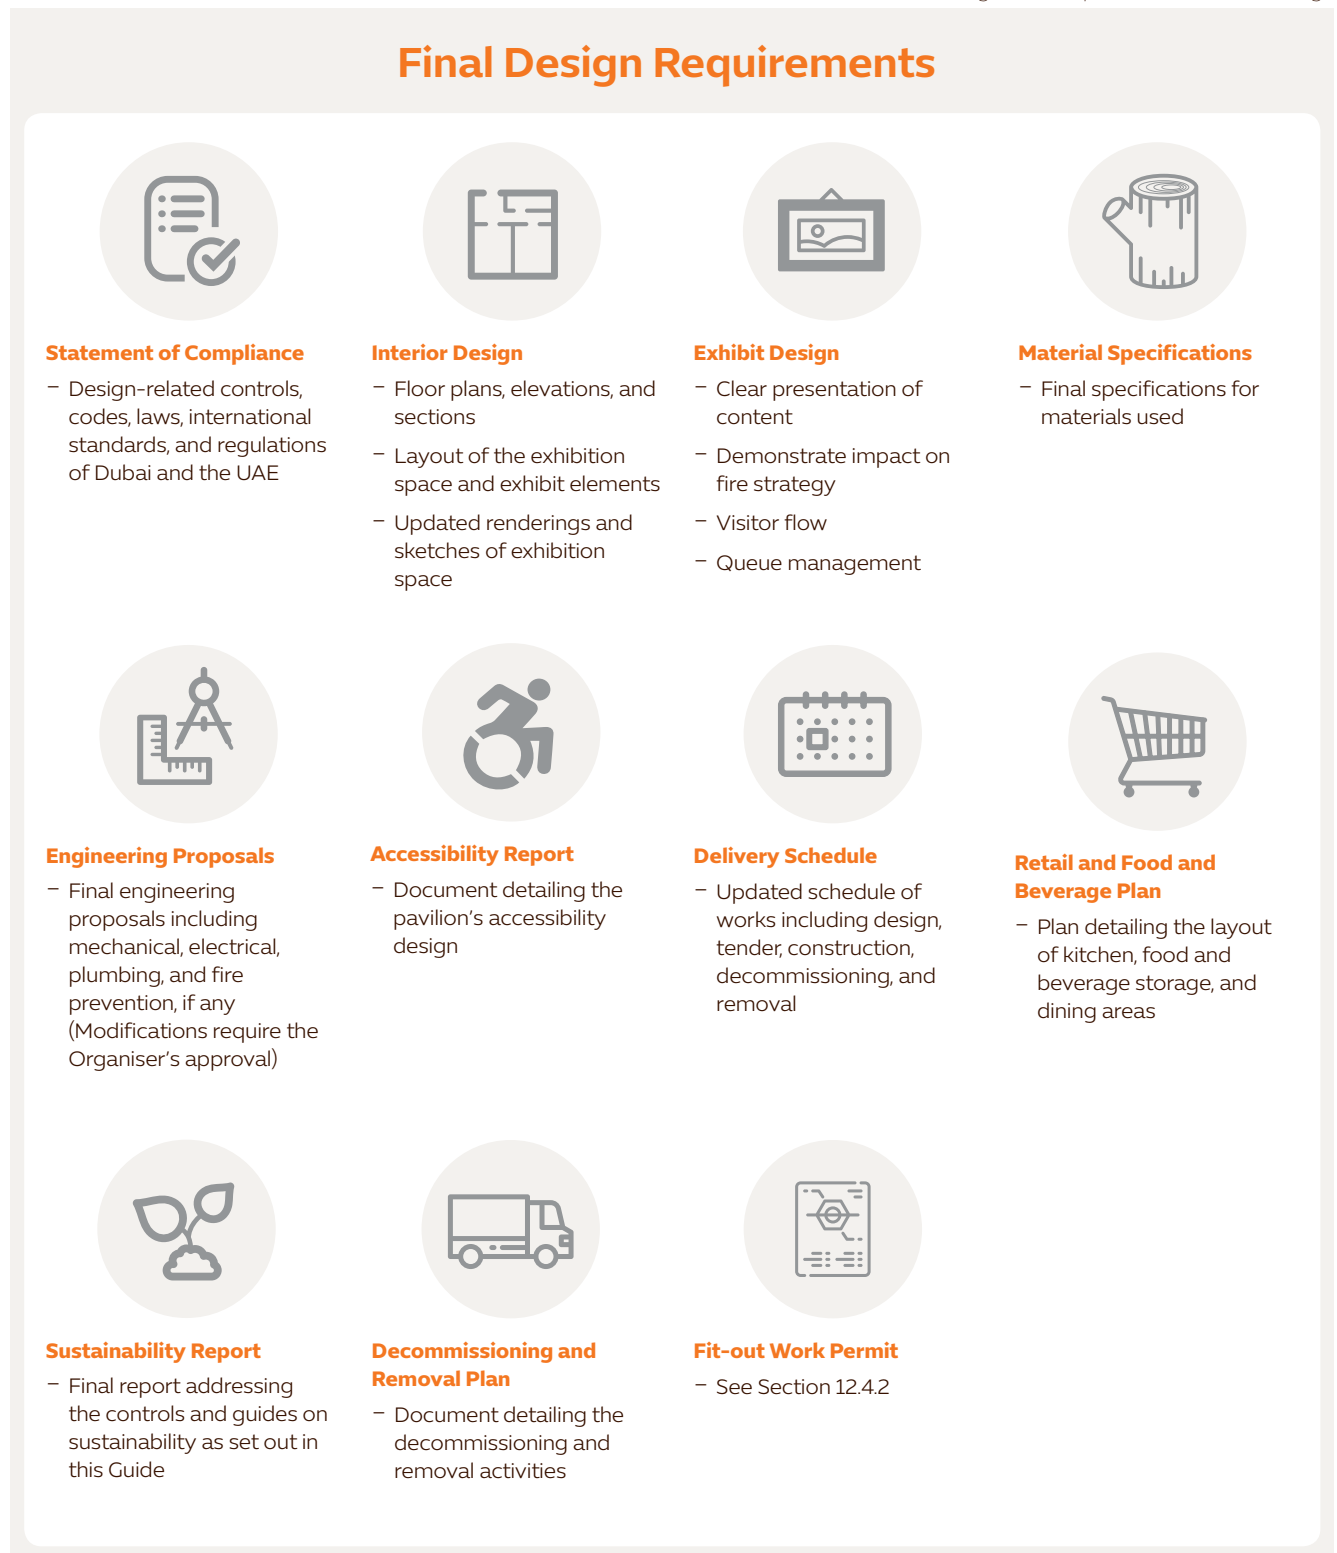 Final Design Requirements
Statement of Compliance
– Design-related controls,
codes, laws, international
standards, and regulations
of Dubai and the UAE
Interior Design
– Floor plans, elevations, and
sections
– Layout of the exhibition
space and exhibit elements
– Updated renderings and
sketches of exhibition
space
Exhibit Design
– Clear presentation of
content
– Demonstrate impact on
fire strategy
– Visitor flow
– Queue management
Material Specifications
– Final specifications for
materials used
Engineering Proposals
– Final engineering
proposals including
mechanical, electrical,
plumbing, and fire
prevention, if any
(Modifications require the
Organiser's approval)
Accessibility Report
– Document detailing the
pavilion's accessibility
design
Delivery Schedule
– Updated schedule of
works including design,
tender, construction,
decommissioning, and
removal
Retail and Food and
Beverage Plan
– Plan detailing the layout
of kitchen, food and
beverage storage, and
dining areas
Sustainability Report
– Final report addressing
the controls and guides on
sustainability as set out in
this Guide
Decommissioning and
Removal Plan
– Document detailing the
decommissioning and
removal activities
Fit-out Work Permit
– See Section 12.4.2